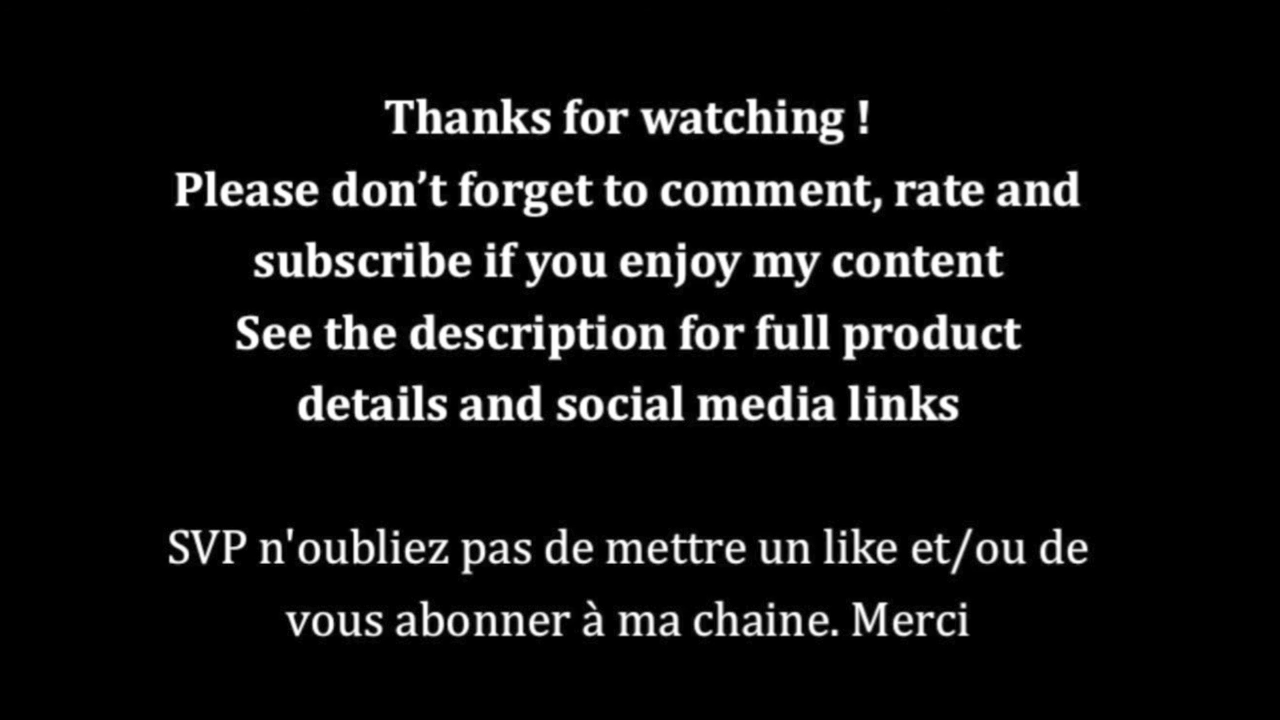 Thanks for watching !
Please don’t forget to comment, rate and
subscribe if you enjoy my content
See the description for full product
details and social media links
SVP n'oubliez pas de mettre un like et/ou de
vous abonner à ma chaine. Merci